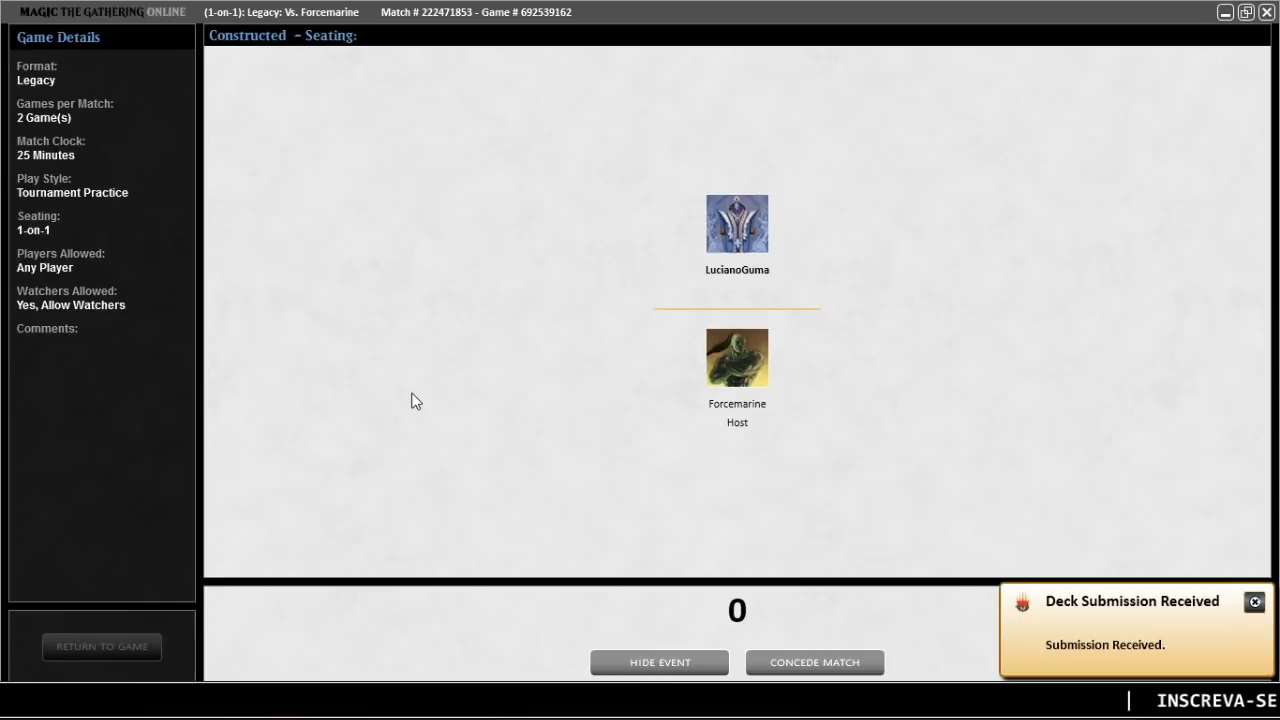 MAGIC THE GATHERING ONLINE
(1-on-1): Legacy: Vs. Forcemarine
Match # 222471853 - Game # 692539162
Game Details
Format:
Legacy
Games per Match:
2 Game(s)
Match Clock:
25 Minutes
Play Style:
Tournament Practice
Seating:
1-on-1
Players Allowed:
Any Player
Watchers Allowed:
Yes, Allow Watchers
Comments:
RETURN TO GAME
Constructed - Seating:
LucianoGuma
Forcemarine
Host
0
HIDE EVENT
CONCEDE MATCH
Deck Submission Received
Submission Received.
| INSCREVA-SE